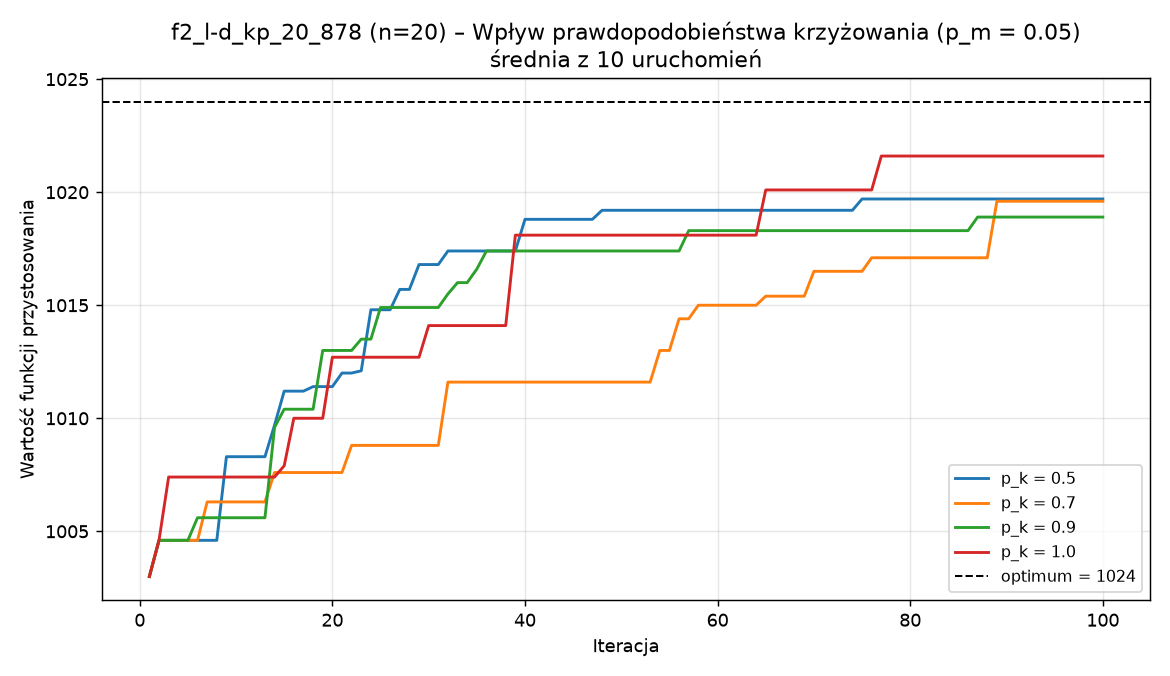 f2_l-d_kp_20_878 (n=20) – Wpływ prawdopodobieństwa krzyżowania (p_m = 0.05)
średnia z 10 uruchomień
Wartość funkcji przystosowania
1025
1020
1015
1010
1005
0
20
40
60
80
100
Iteracja
p_k = 0.5
p_k = 0.7
p_k = 0.9
p_k = 1.0
optimum = 1024